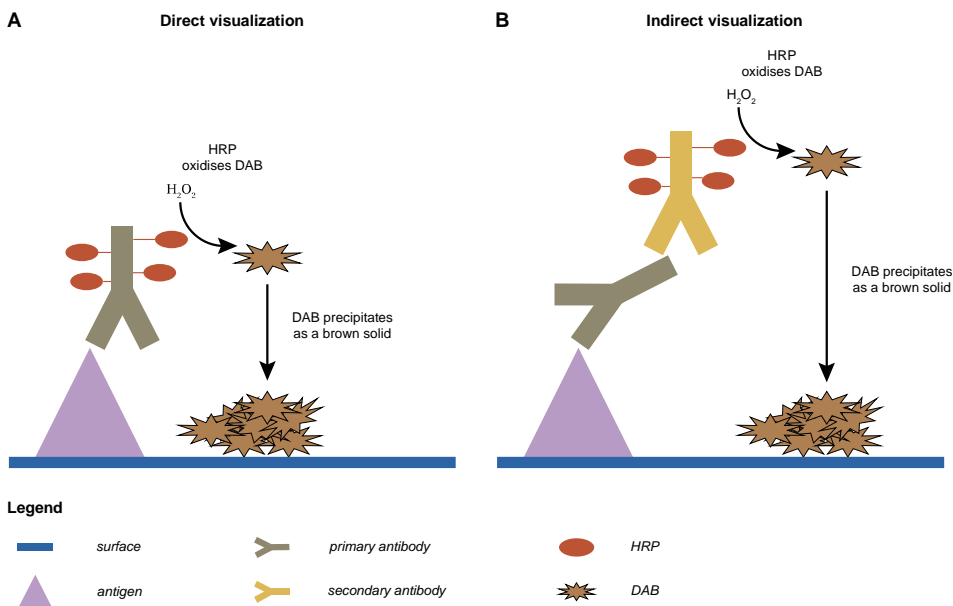 A
Direct visualization
HRP
oxidises DAB
H₂O₂
DAB precipitates
as a brown solid
B
Indirect visualization
HRP
oxidises DAB
H₂O₂
DAB precipitates
as a brown solid
Legend
surface
primary antibody
HRP
antigen
secondary antibody
DAB